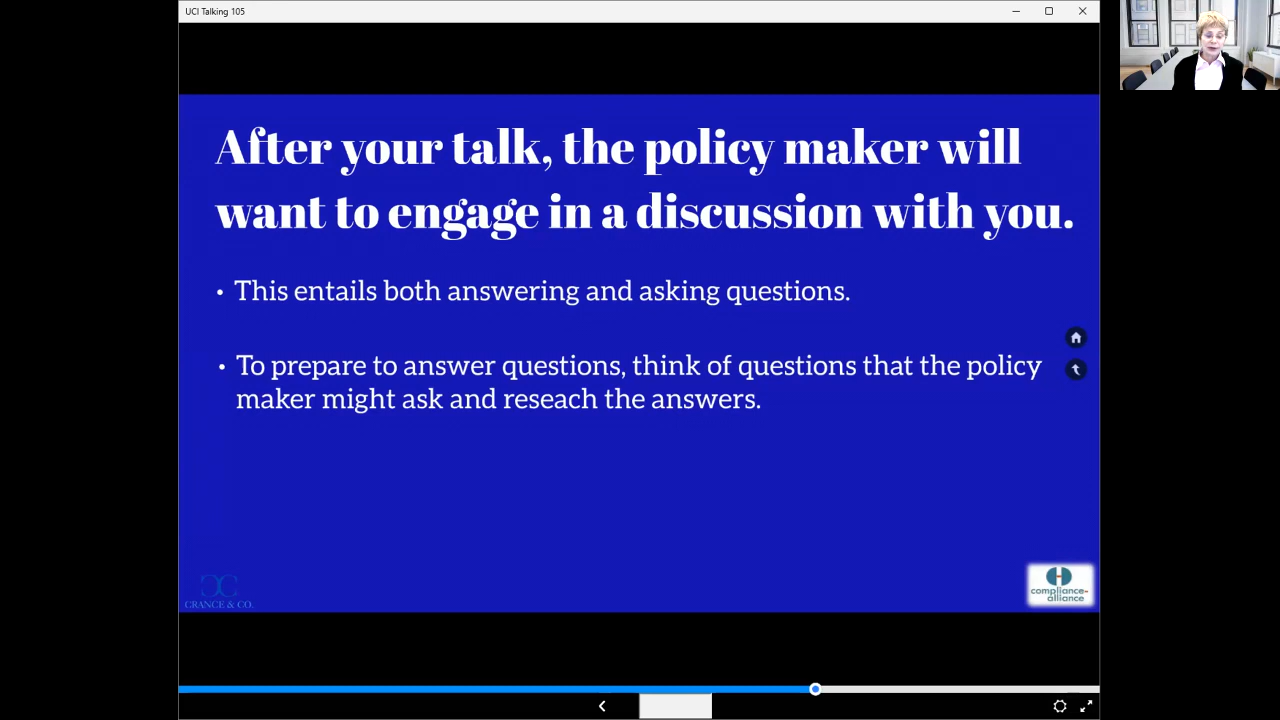 UCI Talking 105
After your talk, the policy maker will
want to engage in a discussion with you.
• This entails both answering and asking questions.
• To prepare to answer questions, think of questions that the policy
maker might ask and reseach the answers.
CRANCE & CO.
compliance-
alliance